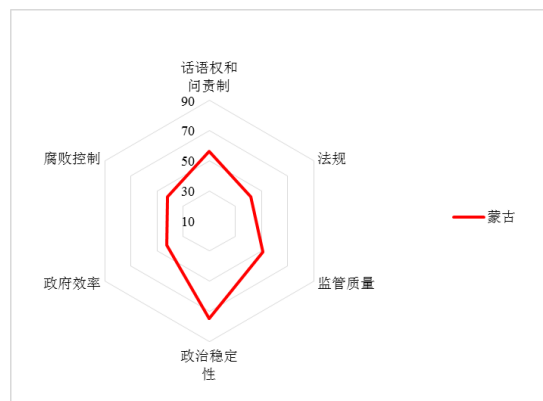 话语权和
问责制
90
70
50
30
10
腐败控制
法规
蒙古
政府效率
监管质量
政治稳定
性